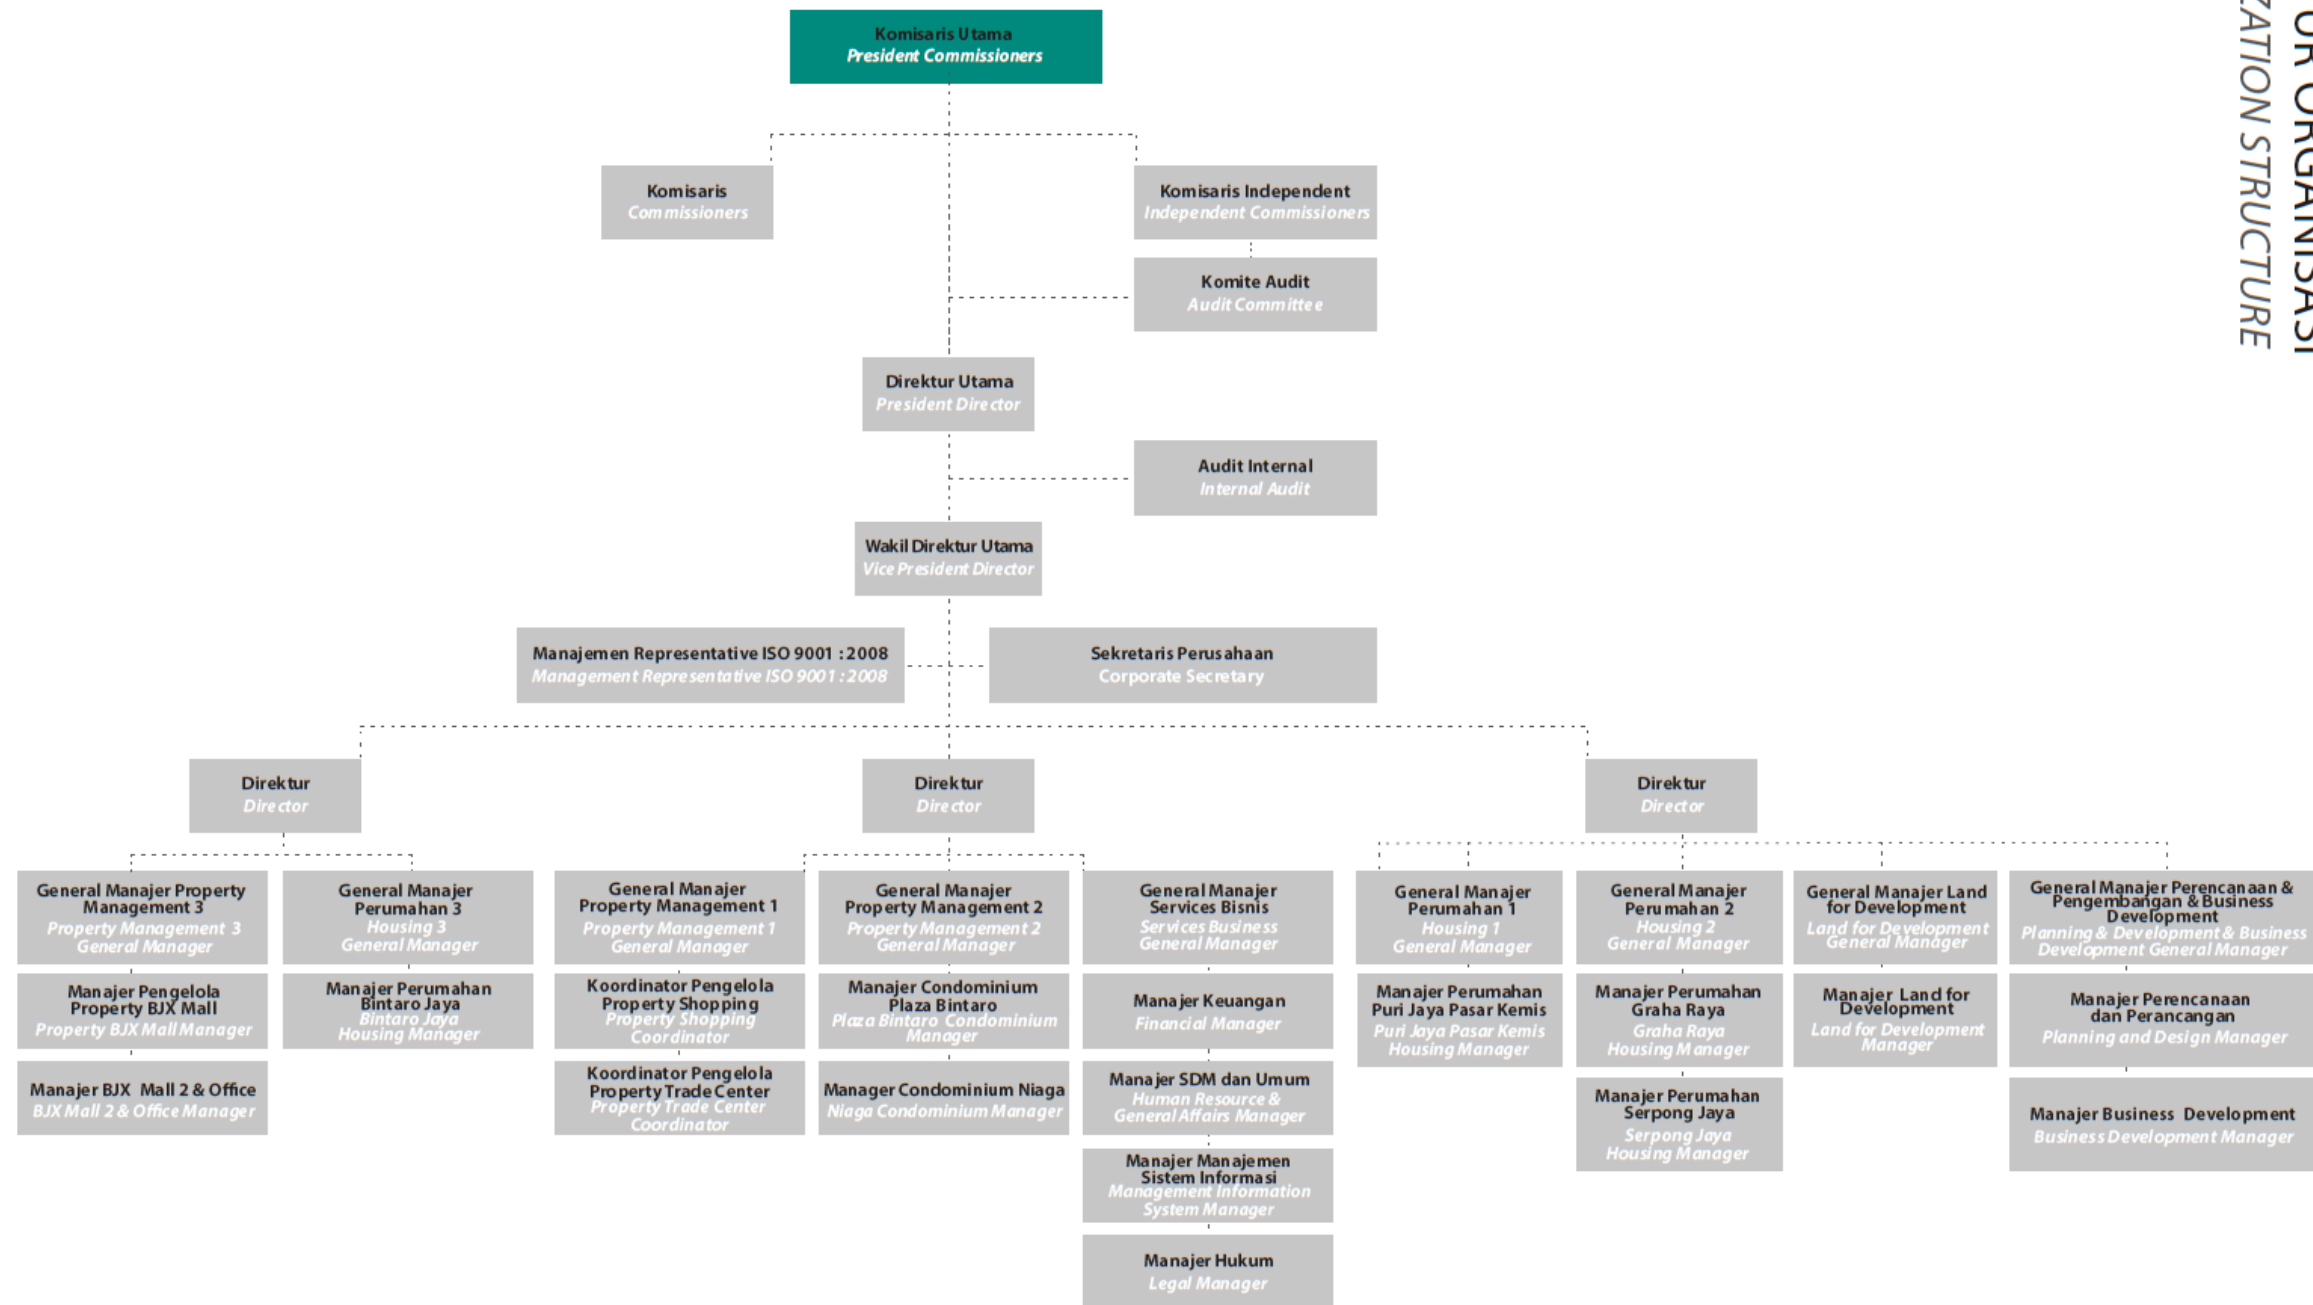 Komisaris Utama
President Commissioners
Komisaris
Commissioners
Komisaris Independent
Independent Commissioners
Komite Audit
Audit Committee
Direktur Utama
President Director
Audit Internal
Internal Audit
Wakil Direktur Utama
Vice President Director
Manajemen Representative ISO 9001 : 2008
Management Representative ISO 9001 : 2008
Sekretaris Perusahaan
Corporate Secretary
Direktur
Director
Direktur
Director
Direktur
Director
General Manajer Property
Management 3
Property Management 3
General Manager
Manajer Pengelola
Property BJX Mall
Property BJX Mall Manager
Manajer BJX Mall 2 & Office
BJX Mall 2 & Office Manager
General Manajer
Perumahan 3
Housing 3
General Manager
Manajer Perumahan
Bintaro Jaya
Bintaro Jaya
Housing Manager
General Manajer
Property Management 1
Property Management 1
General Manager
Koordinator Pengelola
Property Shopping
Property Shopping
Coordinator
Koordinator Pengelola
Property Trade Center
Property Trade Center
Coordinator
General Manajer
Property Management 2
Property Management 2
General Manager
Manajer Condominium
Plaza Bintaro
Plaza Bintaro Condominium
Manager
Manager Condominium Niaga
Niaga Condominium Manager
General Manajer
Services Bisnis
Services Business
General Manager
Manajer Keuangan
Financial Manager
Manajer SDM dan Umum
Human Resource &
General Affairs Manager
Manajer Manajemen
Sistem Informasi
Management Information
System Manager
Manajer Hukum
Legal Manager
General Manajer
Perumahan 1
Housing 1
General Manager
Manajer Perumahan
Puri Jaya Pasar Kemis
Puri Jaya Pasar Kemis
Housing Manager
General Manajer
Perumahan 2
Housing 2
General Manager
Manajer Perumahan
Graha Raya
Graha Raya
Housing Manager
Manajer Perumahan
Serpong Jaya
Serpong Jaya
Housing Manager
General Manajer Land
for Development
Land for Development
General Manager
Manajer Land for
Development
Land for Development
Manager
General Manajer Perencanaan &
Pengembangan & Business
Development
Planning & Development & Business
Development General Manager
Manajer Perencanaan
dan Perancangan
Planning and Design Manager
Manajer Business Development
Business Development Manager
UR ORGANISASI
ZATION STRUCTURE